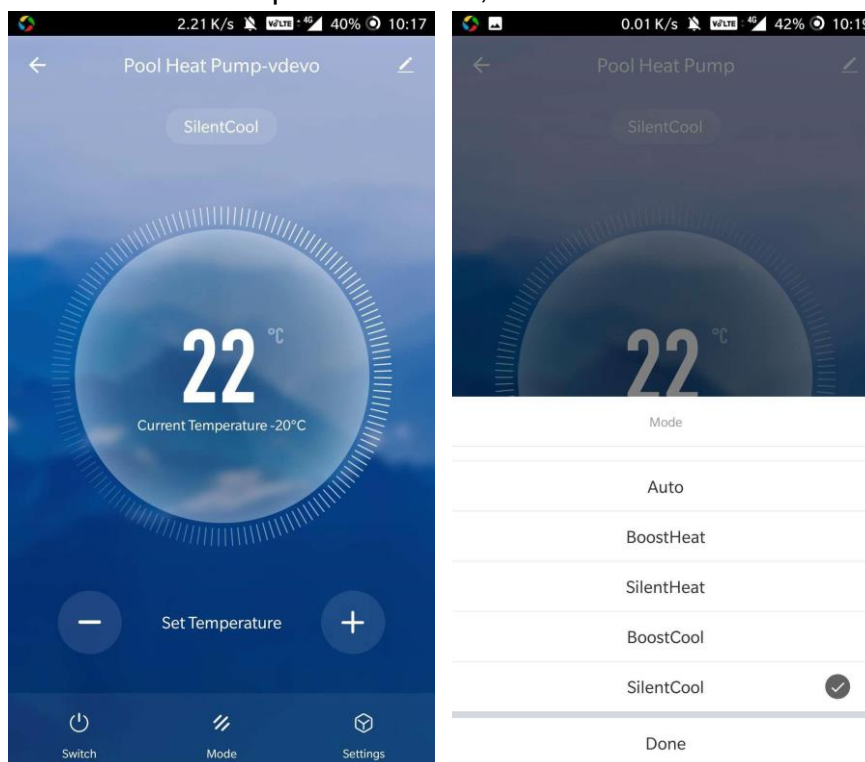 2.21 K/s VoLTE 4G 40% 10:17
Pool Heat Pump-vdevo
SilentCool
22 °C
Current Temperature -20°C
Set Temperature
Switch Mode Settings
0.01 K/s VoLTE 4G 42% 10:19
Pool Heat Pump
SilentCool
22 °C
Mode
Auto
BoostHeat
SilentHeat
BoostCool
SilentCool
Done